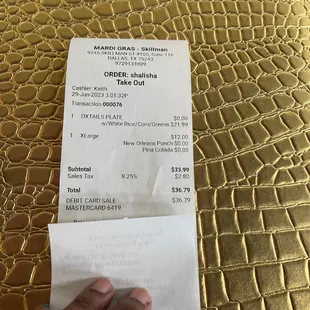 MARDI GRAS - Skillman
9046 SKILLMAN ST #100, Suite 116
DALLAS, TX 75243
9729134909
ORDER: shalisha
Take Out
Cashier: Keith
29-Jun-2023 3:01:32P
Transaction 000076
1 OXTAILS PLATE $0.00
w/White Rice/Corn/Greens $21.99
1 XLarge $12.00
New Orleans Punch $0.00
Pina Colada $0.00
Subtotal $33.99
Sales Tax 8.25% $2.80
Total $36.79
DEBIT CARD SALE $36.79
MASTERCARD 6419